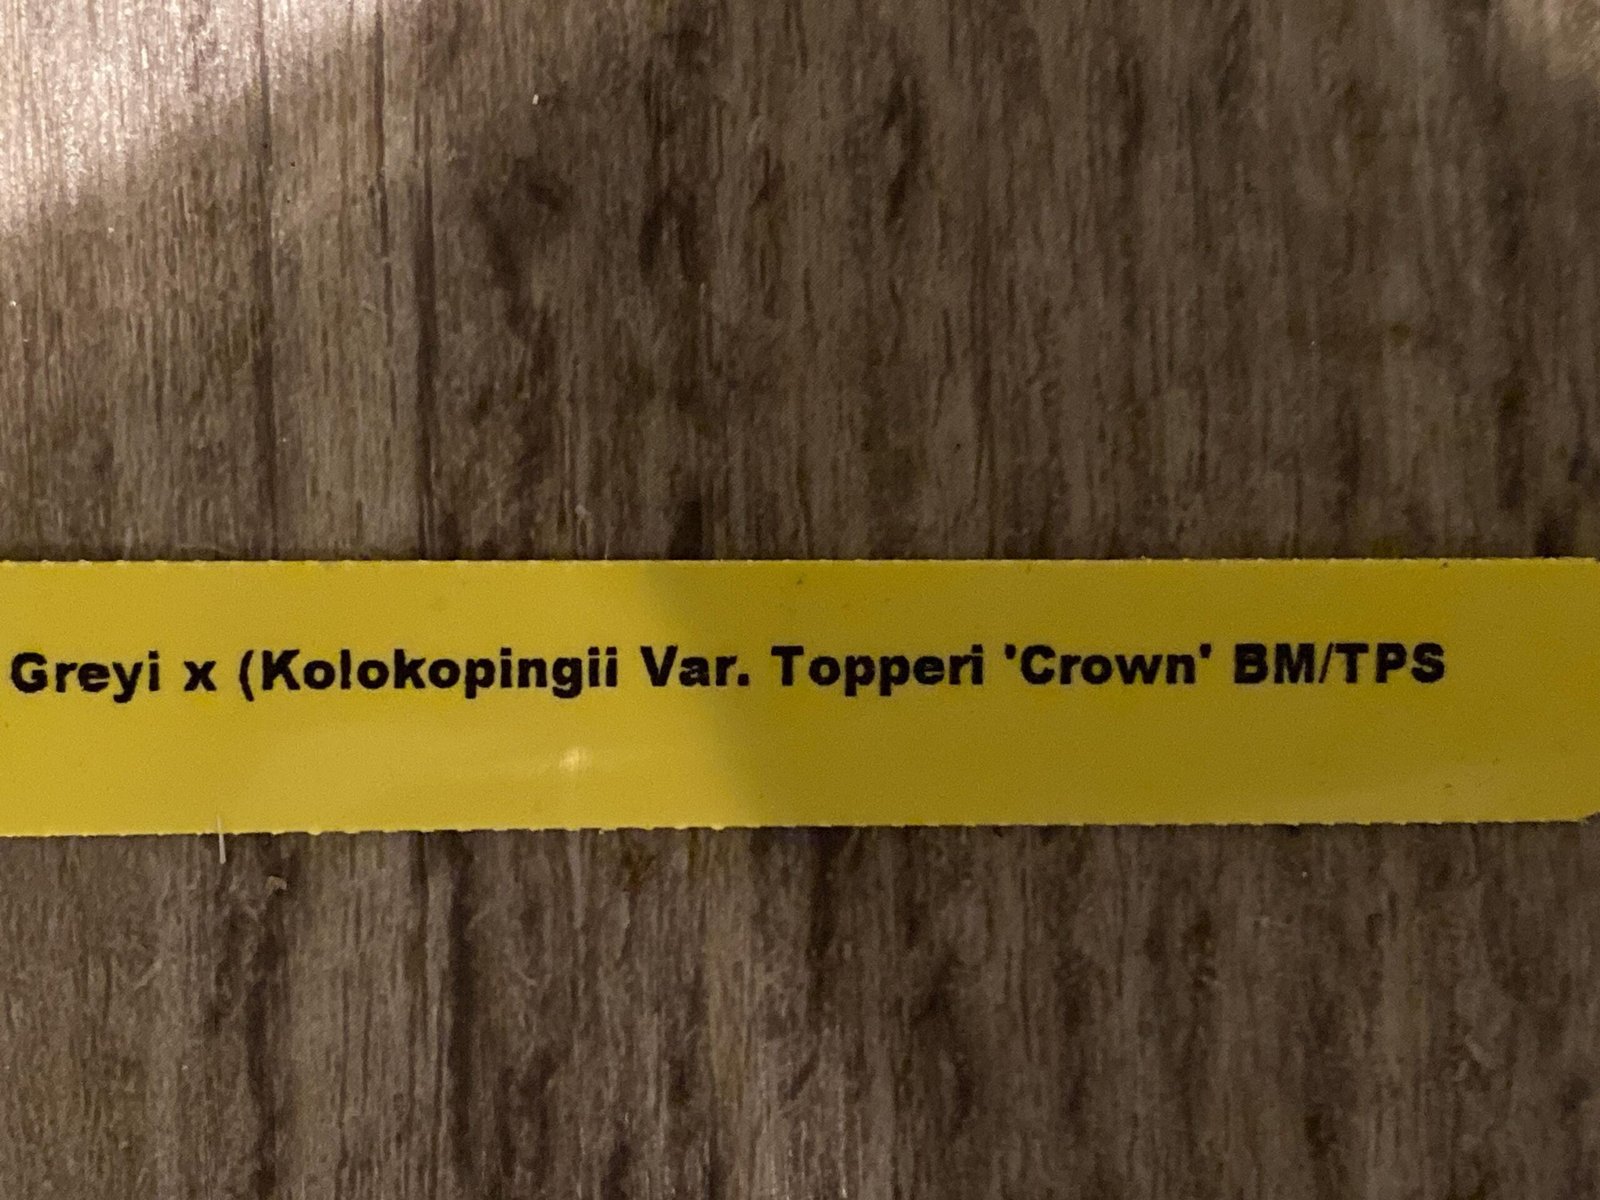 Greyi x (Kolokopingii Var. Topperi 'Crown' BM/TPS